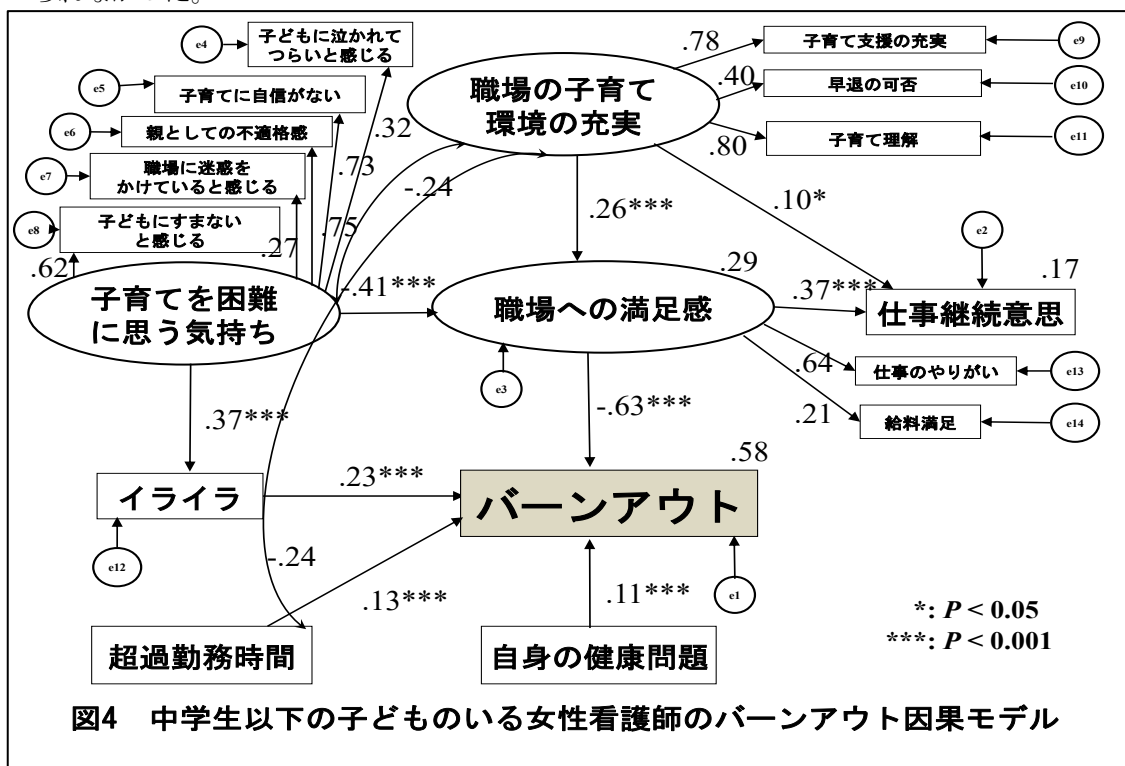 e4
子どもに泣かれて
つらいと感じる
e5
子育てに自信がない
e6
親としての不適格感
e7
職場に迷惑を
かけていると感じる
e8
子どもにすまない
と感じる
.62
.27
.75
.73
.32
-.24
職場の子育て
環境の充実
.78
子育て支援の充実
e9
.40
早退の可否
e10
.80
子育て理解
e11
.26***
.10*
e2
子育てを困難
に思う気持ち
-.41***
職場への満足感
.29
.37***
.17
仕事継続意思
e3
.64
仕事のやりがい
e13
.21
給料満足
e14
.37***
-.63***
.58
イライラ
.23***
バーンアウト
e12
-.24
.13***
.11***
e1
超過勤務時間
自身の健康問題
*: P < 0.05
***: P < 0.001
図4 中学生以下の子どものいる女性看護師のバーンアウト因果モデル